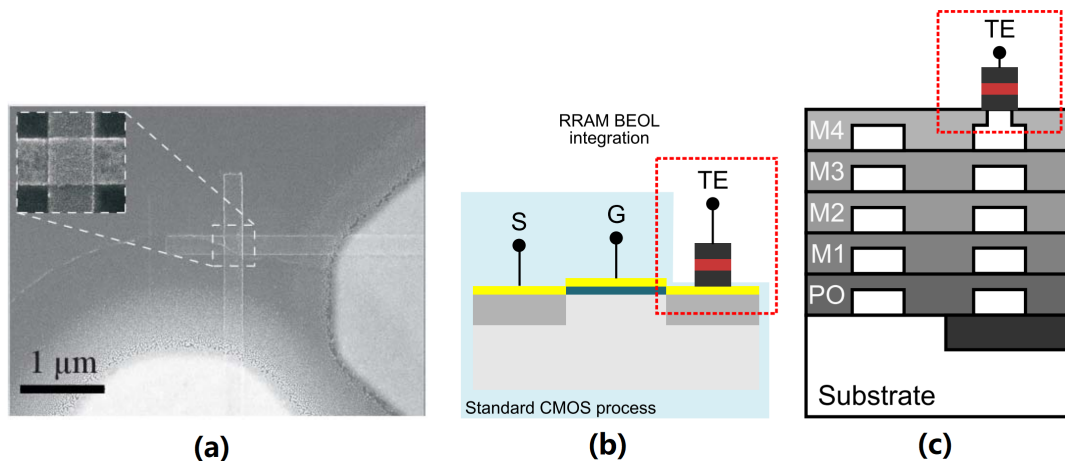 1 µm
(a)
RRAM BEOL
integration
TE
S
G
Standard CMOS process
(b)
TE
M4
M3
M2
M1
PO
Substrate
(c)